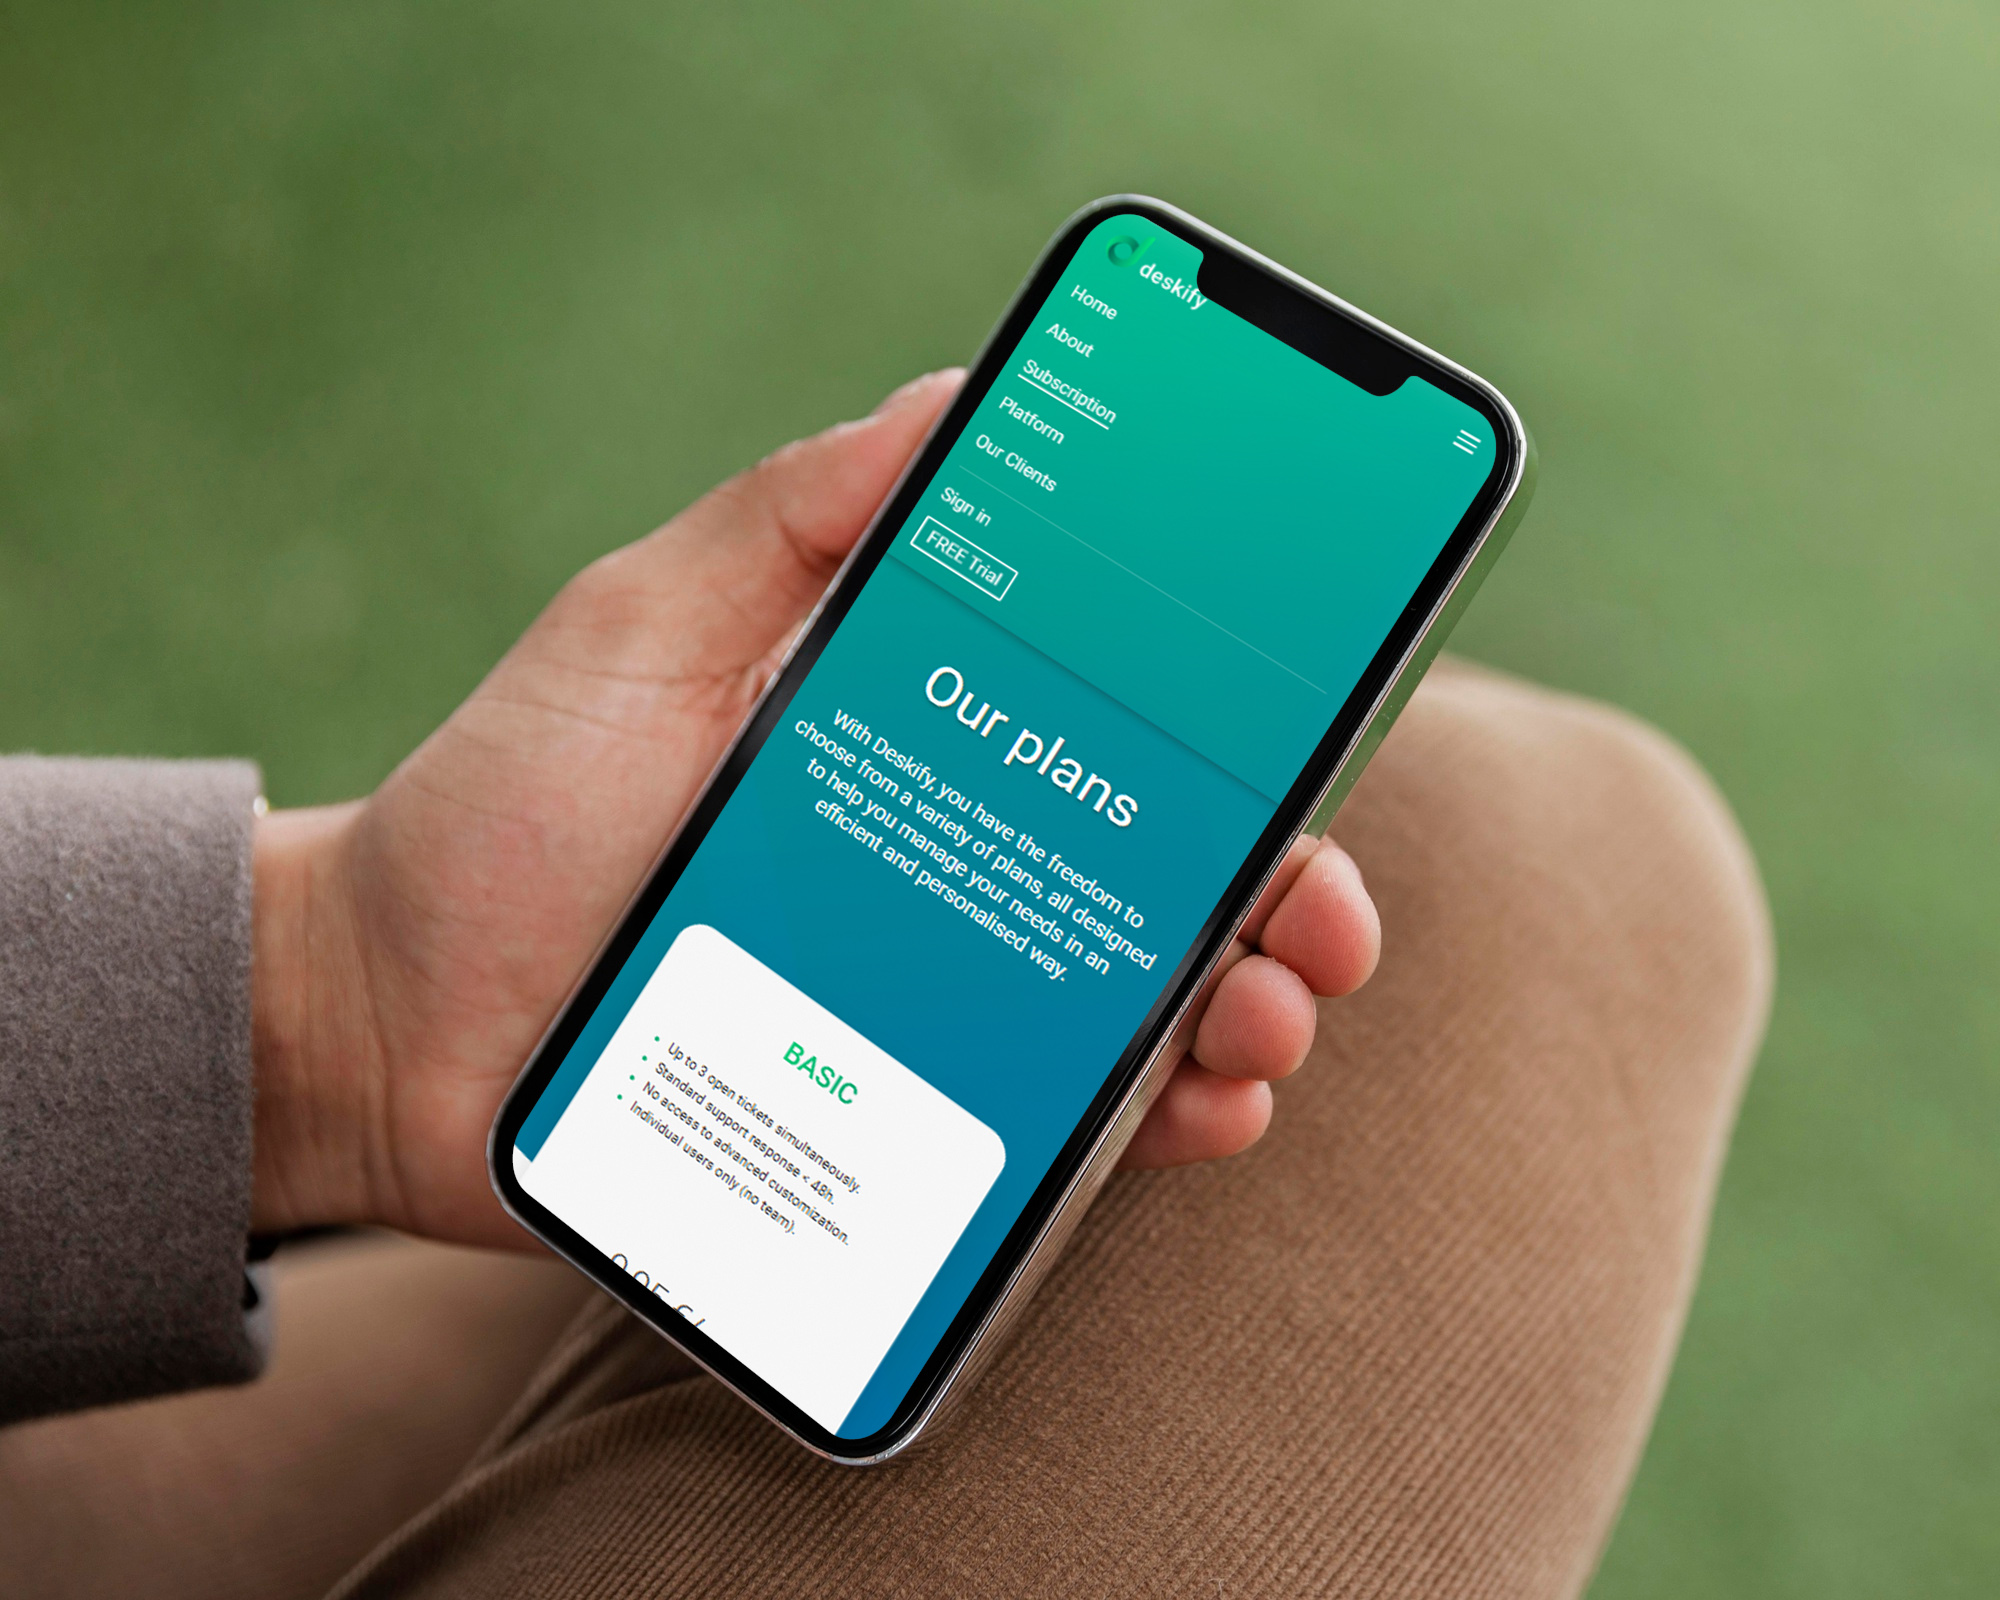 deskify
Home
About
Subscription
Platform
Our Clients
Sign in
FREE Trial
Our plans
With Deskify, you have the freedom to
choose from a variety of plans, all designed
to help you manage your needs in an
efficient and personalised way.
BASIC
Up to 3 open tickets simultaneously.
Standard support response < 48h.
No access to advanced customization.
Individual users only (no team).